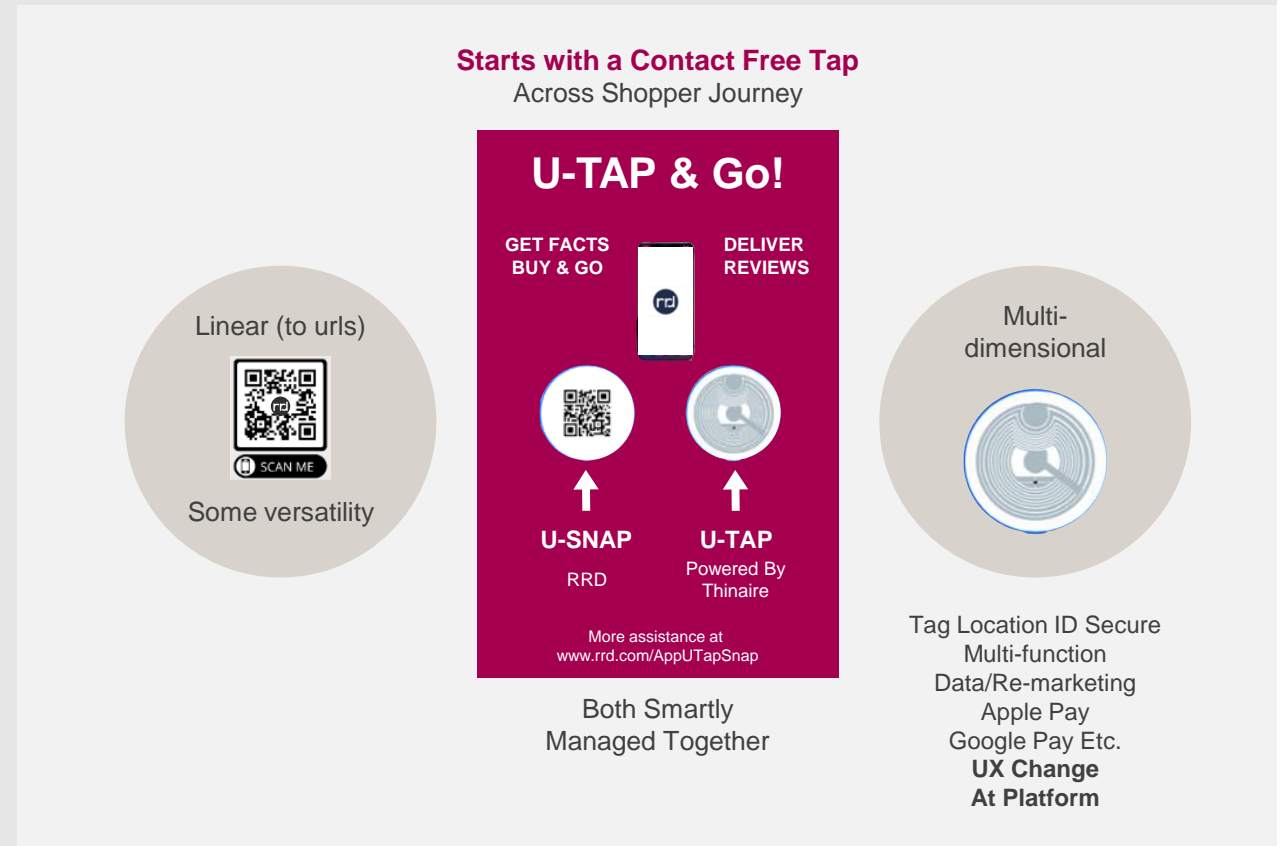 Starts with a Contact Free Tap
Across Shopper Journey
U-TAP & Go!
GET FACTS
BUY & GO
DELIVER
REVIEWS
rrd
Linear (to urls)
rrd
SCAN ME
Some versatility
U-SNAP
RRD
U-TAP
Powered By
Thinaire
More assistance at
www.rrd.com/AppUTapSnap
Both Smartly
Managed Together
Multi-
dimensional
Tag Location ID Secure
Multi-function
Data/Re-marketing
Apple Pay
Google Pay Etc.
UX Change
At Platform